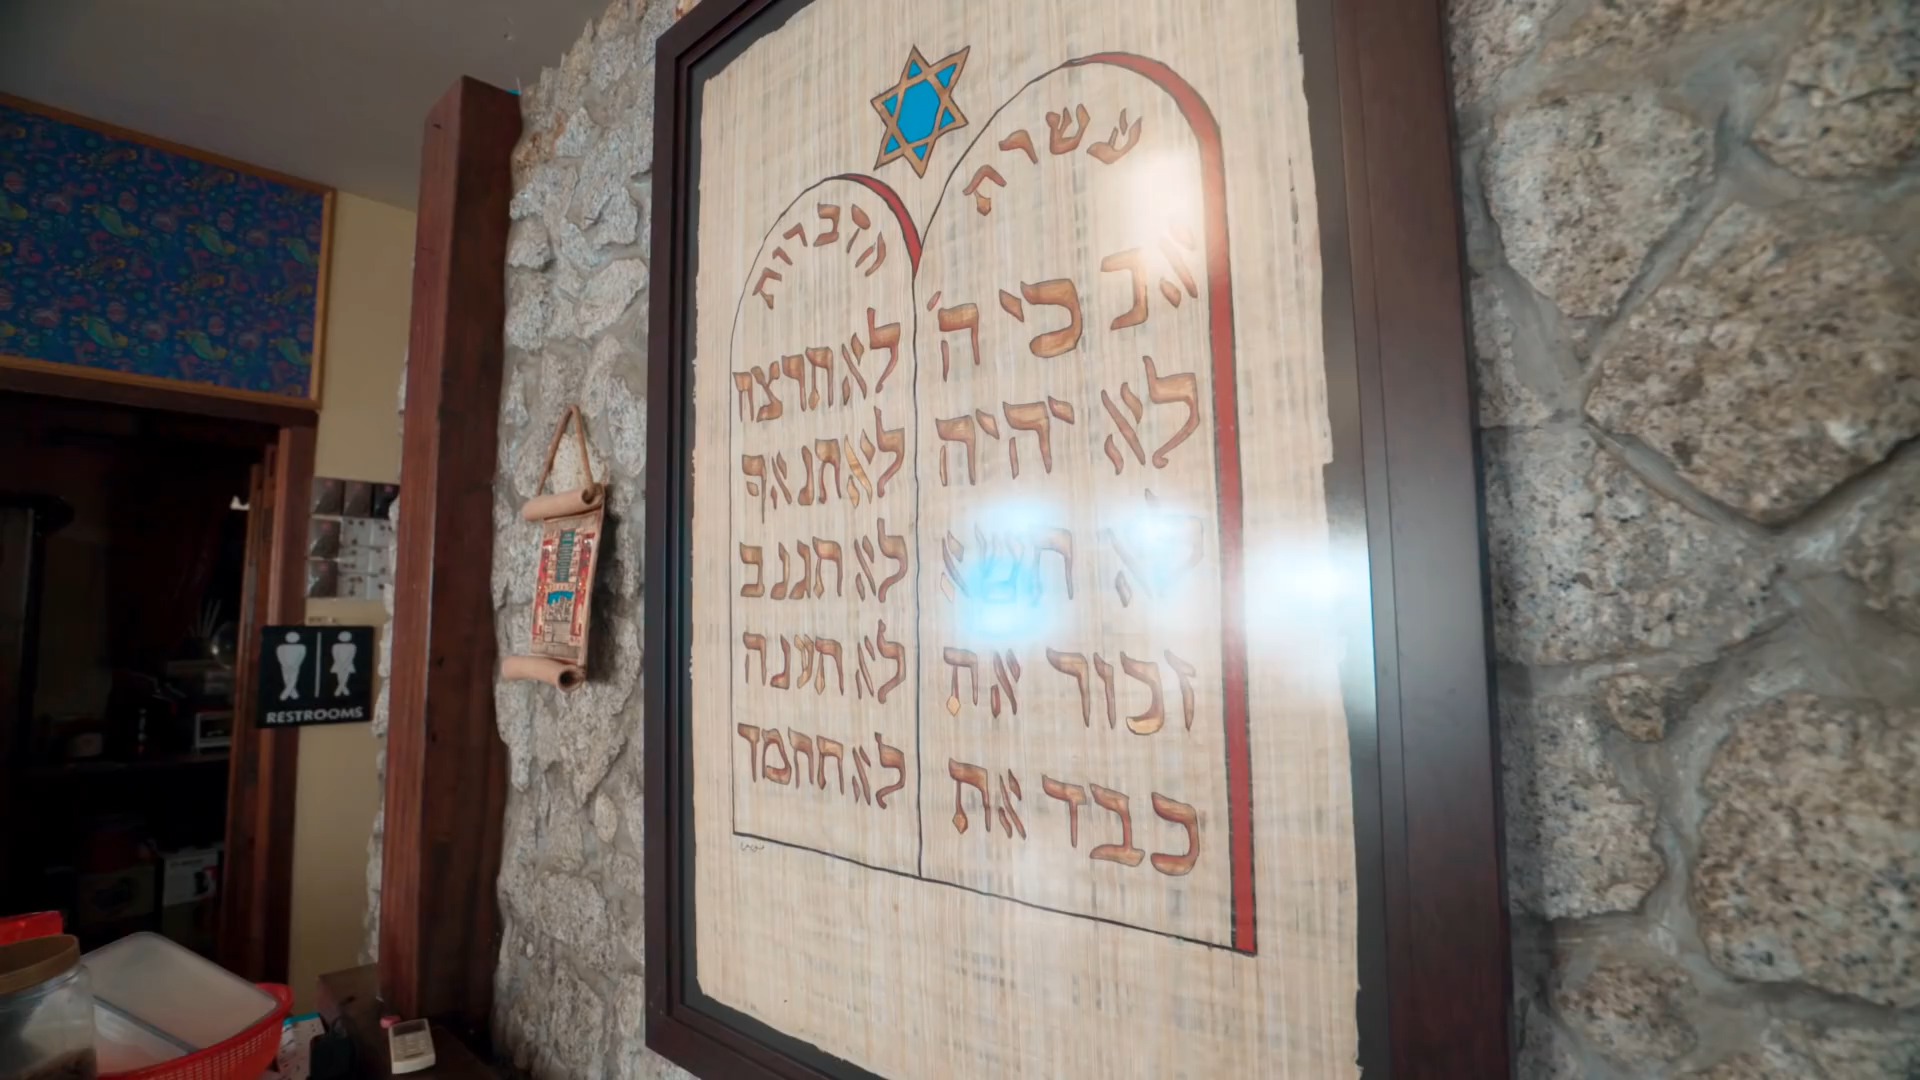 עשרת
אנכי ה'
לא יהיה
לא תשא
זכור את
כבד את
הדברות
לא תרצח
לא תנאף
לא תגנב
לא תענה
לא תחמד
RESTROOMS